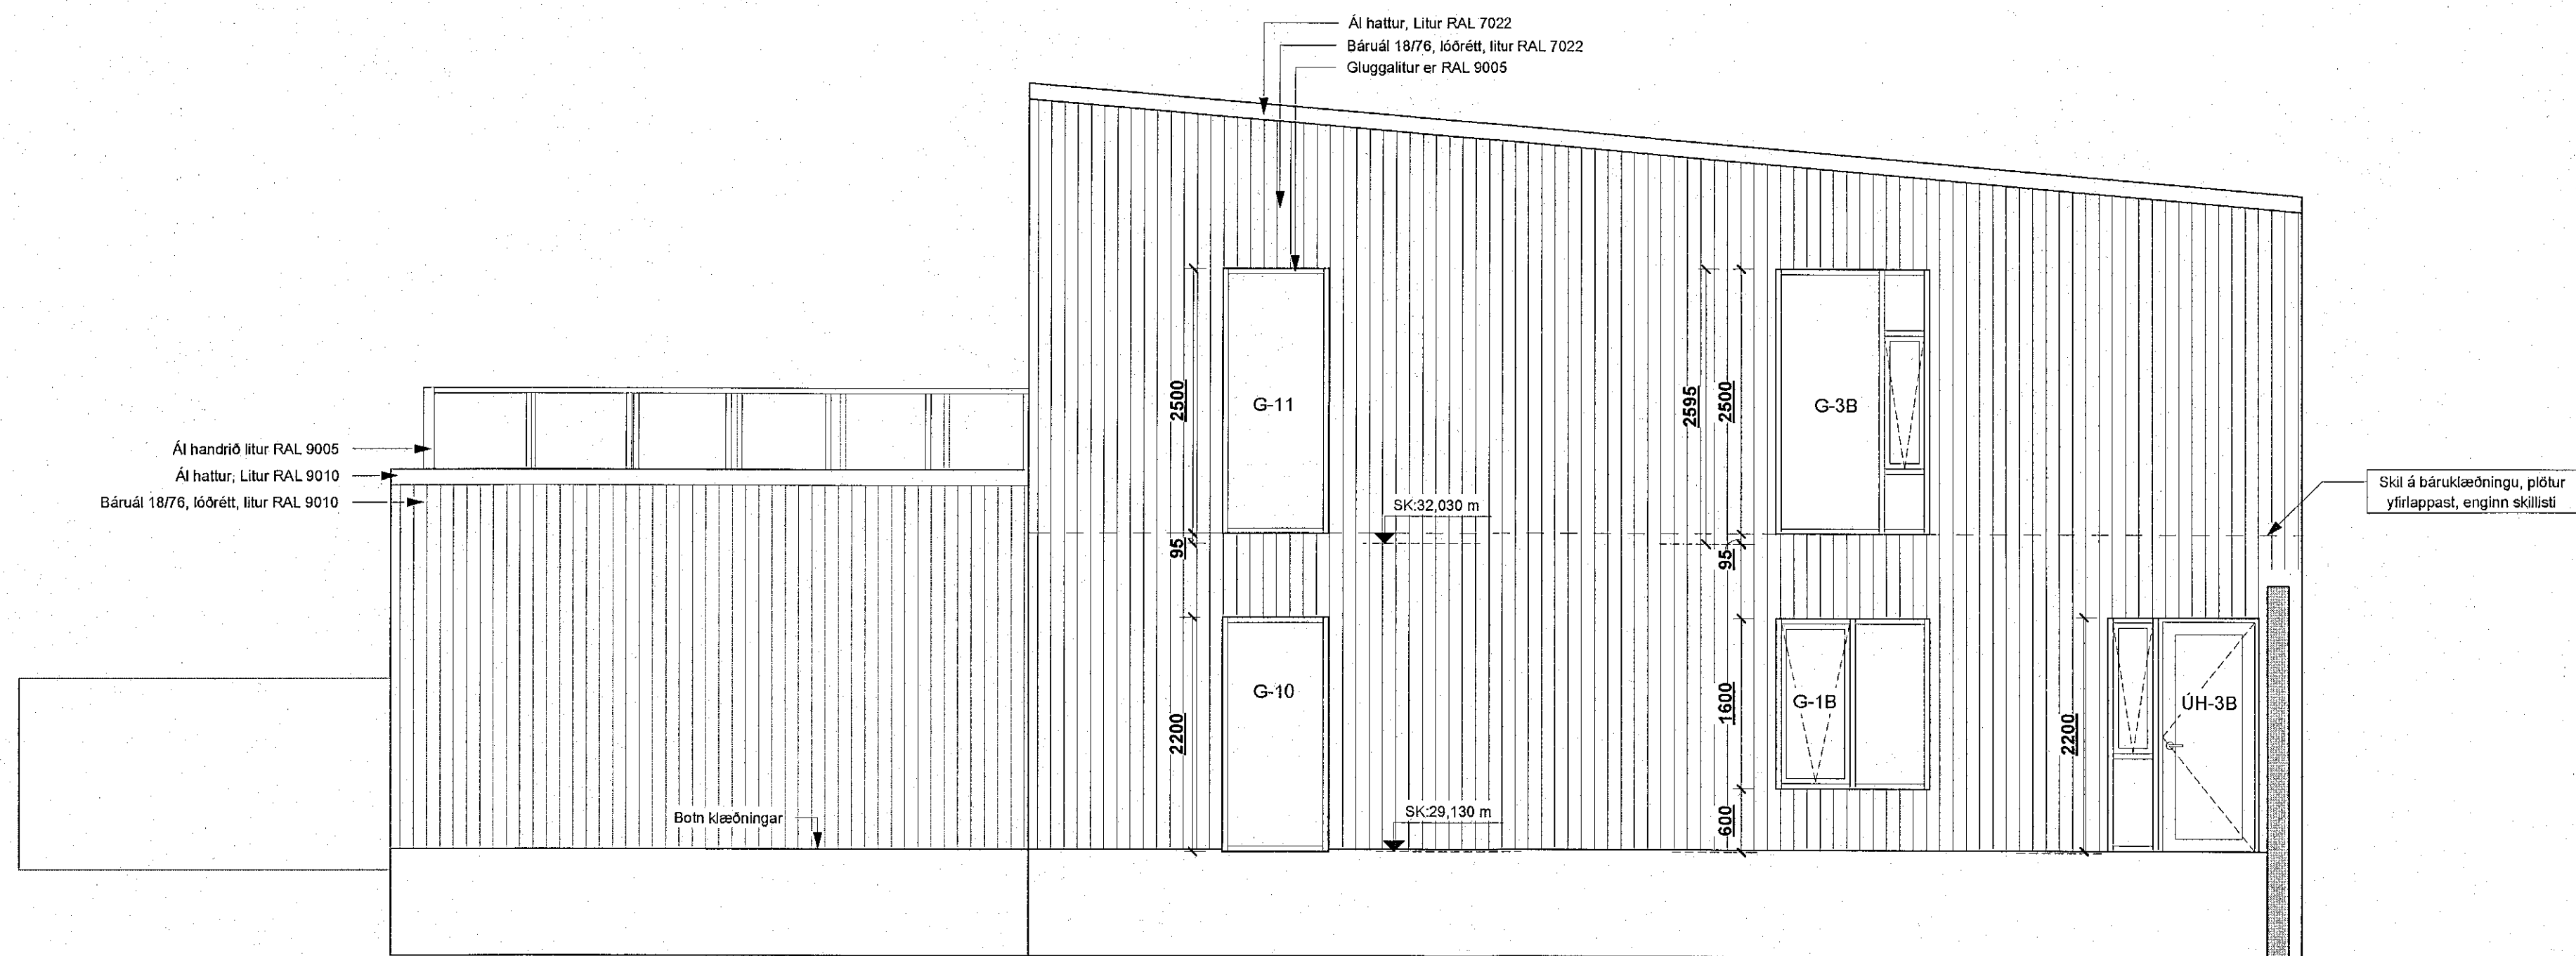 Ál hattur, Litur RAL 7022
Báruál 18/76, lóðrétt, litur RAL 7022
Gluggalitur er RAL 9005
2500
G-11
2595
2500
G-3B
Ál handrið litur RAL 9005
Ál hattur, Litur RAL 9010
Báruál 18/76, lóðrétt, litur RAL 9010
SK:32,030 m
Skil á báruklæðningu, plötur
yfirlappast, enginn skillisti
95
95
2200
G-10
1600
G-1B
2200
ÚH-3B
Botn klæðningar
SK:29,130 m
600